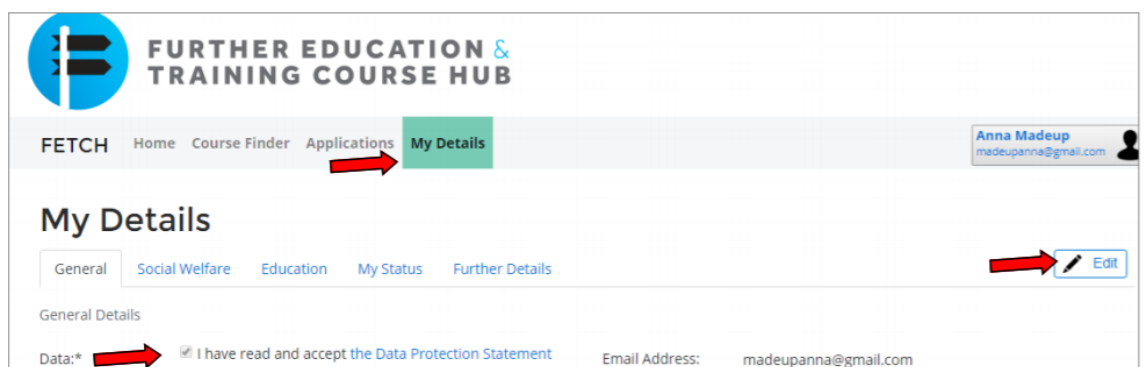 FURTHER EDUCATION &
TRAINING COURSE HUB
FETCH Home Course Finder Applications My Details
Anna Madeup
madeupanna@gmail.com
My Details
General Social Welfare Education My Status Further Details
Edit
General Details
Data:* I have read and accept the Data Protection Statement Email Address: madeupanna@gmail.com